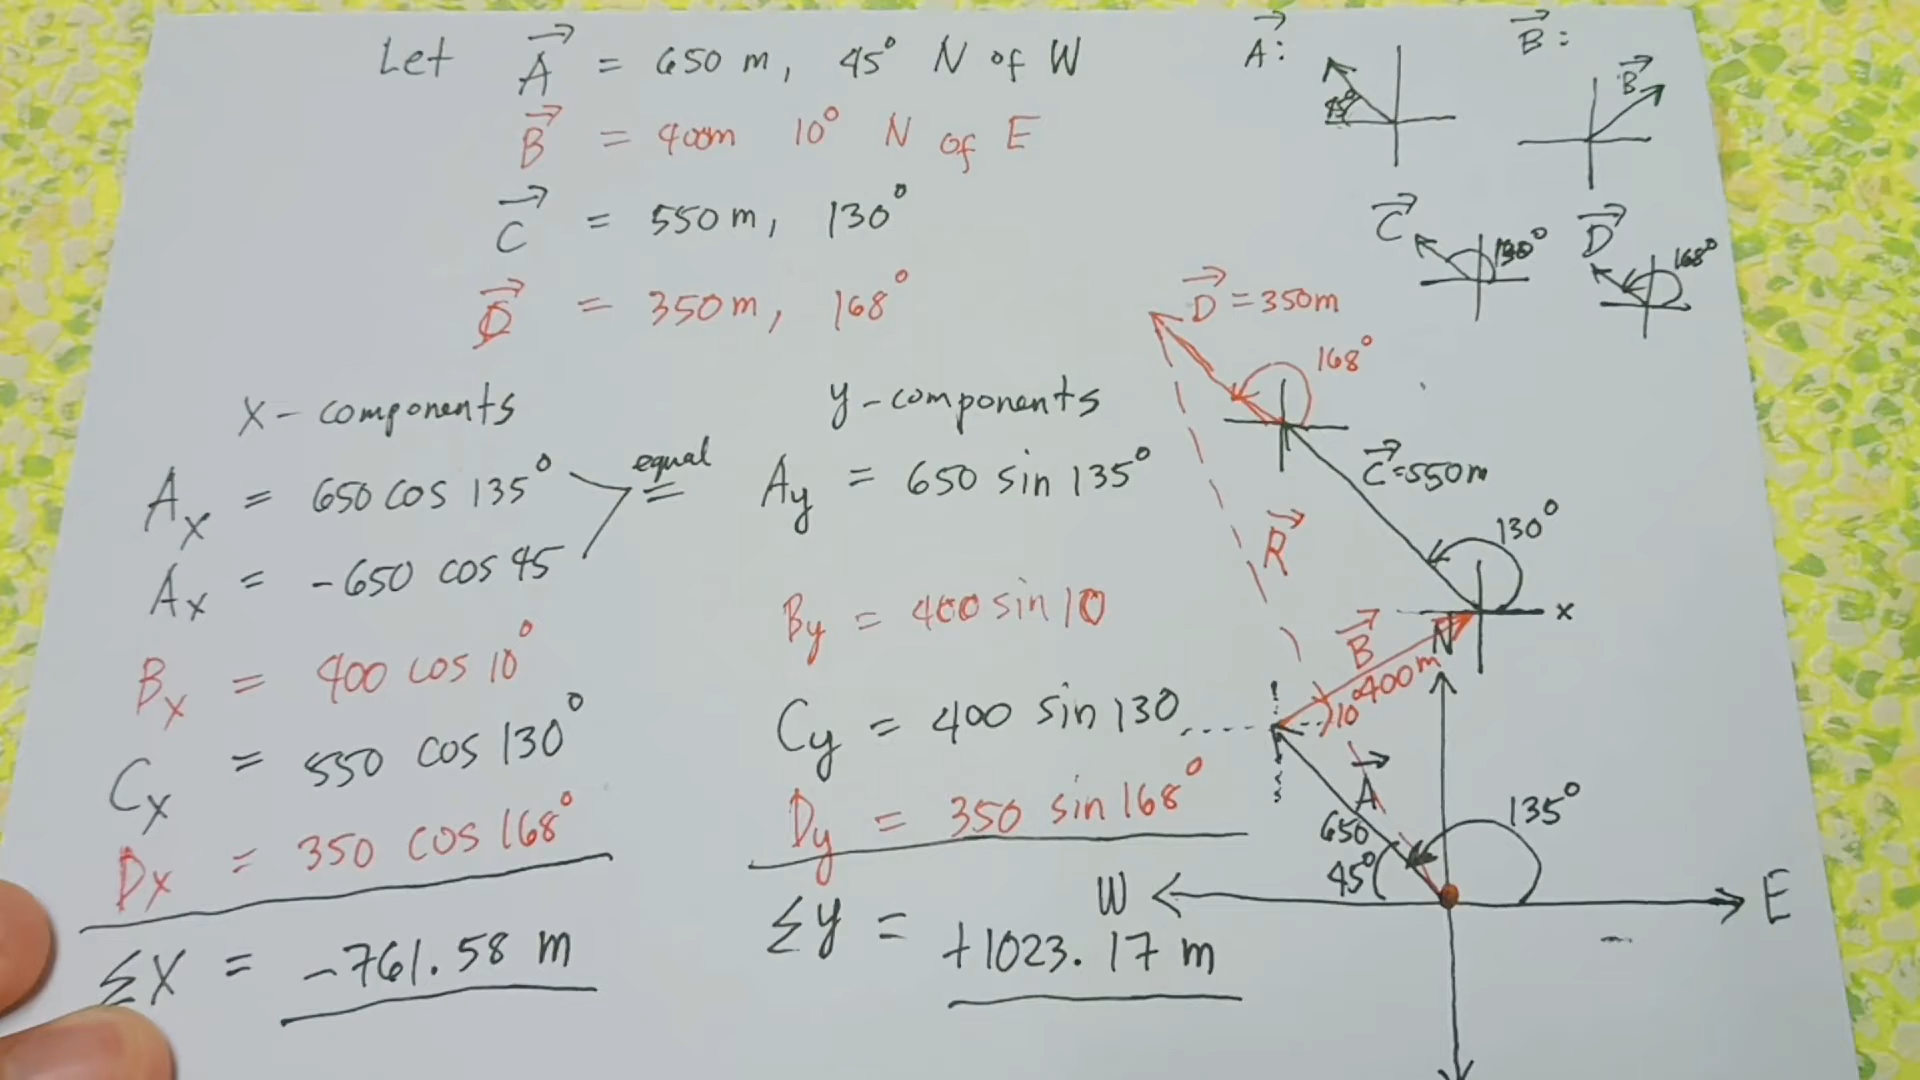 Let A = 650 m, 45° N of W
B = 400m 10° N of E
C = 550 m, 130°
D = 350 m, 168°
A:
45°
B:
B
C
130°
D
168°
x - components
Ax = 650 cos 135°
equal
=
Ax = -650 cos 45
Bx = 400 cos 10°
Cx = 550 cos 130°
Dx = 350 cos 168°
Σx = -761.58 m
y - components
Ay = 650 sin 135°
By = 400 sin 10
Cy = 400 sin 130
Dy = 350 sin 168°
Σy = +1023.17 m
D = 350m
168°
C = 550m
130°
R
x
B
400m
N
10
A
650
45°
135°
W
E